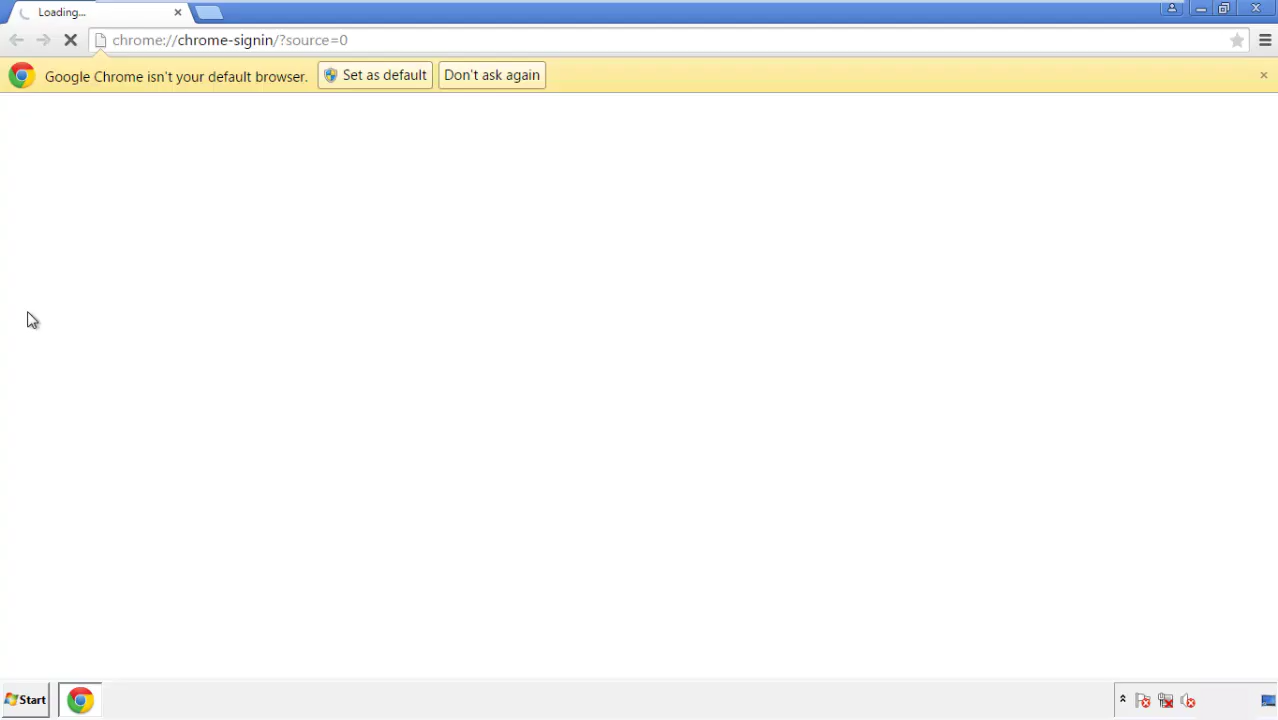 Loading...
chrome://chrome-signin/?source=0
Google Chrome isn't your default browser. Set as default Don't ask again
Start